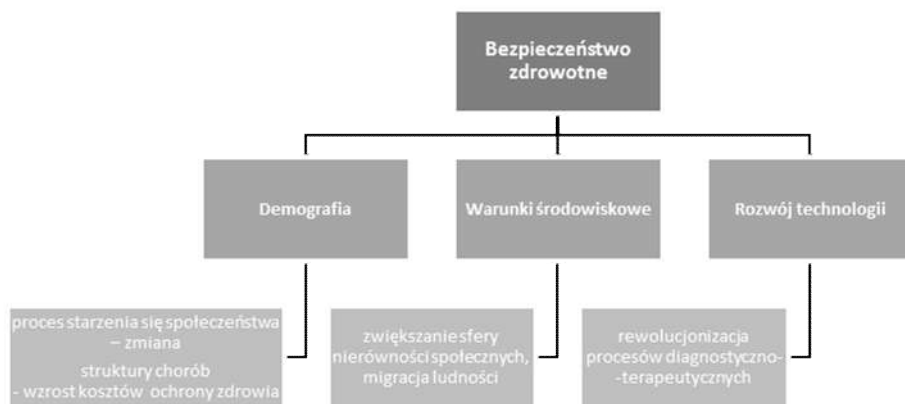 Bezpieczeństwo
zdrowotne
Demografia
Warunki środowiskowe
Rozwój technologii
proces starzenia się społeczeństwa
– zmiana
struktury chorób
- wzrost kosztów ochrony zdrowia
zwiększanie sfery
nierówności społecznych,
migracja ludności
rewolucjonizacja
procesów diagnostyczno-
-terapeutycznych